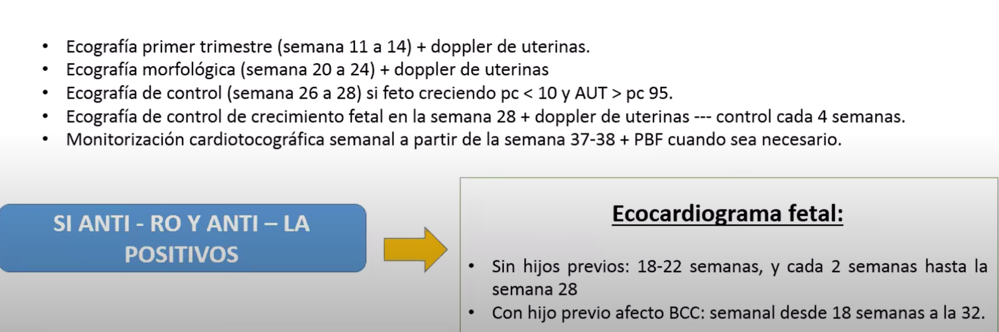 • Ecografía primer trimestre (semana 11 a 14) + doppler de uterinas.
• Ecografía morfológica (semana 20 a 24) + doppler de uterinas
• Ecografía de control (semana 26 a 28) si feto creciendo pc < 10 y AUT > pc 95.
• Ecografía de control de crecimiento fetal en la semana 28 + doppler de uterinas --- control cada 4 semanas.
• Monitorización cardiotocográfica semanal a partir de la semana 37-38 + PBF cuando sea necesario.
SI ANTI - RO Y ANTI – LA
POSITIVOS
Ecocardiograma fetal:
• Sin hijos previos: 18-22 semanas, y cada 2 semanas hasta la
semana 28
• Con hijo previo afecto BCC: semanal desde 18 semanas a la 32.